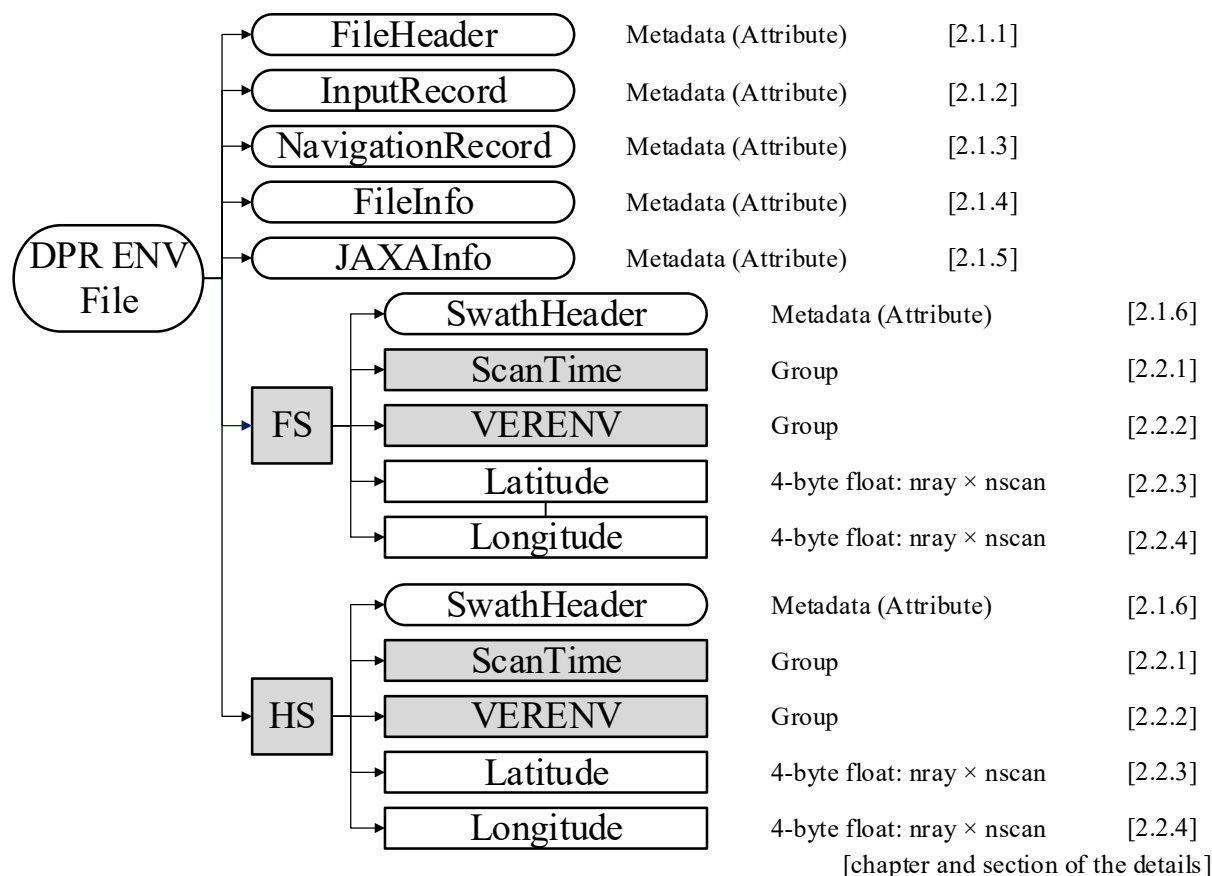 FileHeader Metadata (Attribute) [2.1.1]
InputRecord Metadata (Attribute) [2.1.2]
NavigationRecord Metadata (Attribute) [2.1.3]
FileInfo Metadata (Attribute) [2.1.4]
JAXAInfo Metadata (Attribute) [2.1.5]
DPR ENV
File
SwathHeader Metadata (Attribute) [2.1.6]
ScanTime Group [2.2.1]
FS
VERENV Group [2.2.2]
Latitude 4-byte float: nray × nscan [2.2.3]
Longitude 4-byte float: nray × nscan [2.2.4]
SwathHeader Metadata (Attribute) [2.1.6]
ScanTime Group [2.2.1]
HS
VERENV Group [2.2.2]
Latitude 4-byte float: nray × nscan [2.2.3]
Longitude 4-byte float: nray × nscan [2.2.4]
[chapter and section of the details]